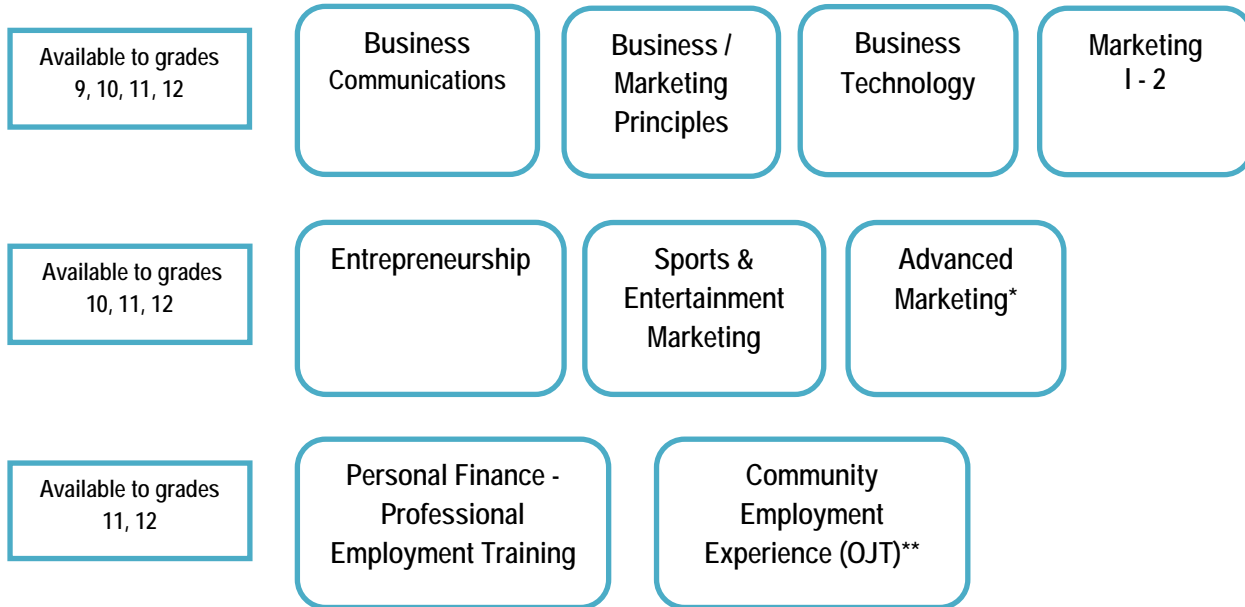 Available to grades
9, 10, 11, 12
Business
Communications
Business /
Marketing
Principles
Business
Technology
Marketing
I - 2
Available to grades
10, 11, 12
Entrepreneurship
Sports &
Entertainment
Marketing
Advanced
Marketing*
Available to grades
11, 12
Personal Finance -
Professional
Employment Training
Community
Employment
Experience (OJT)**